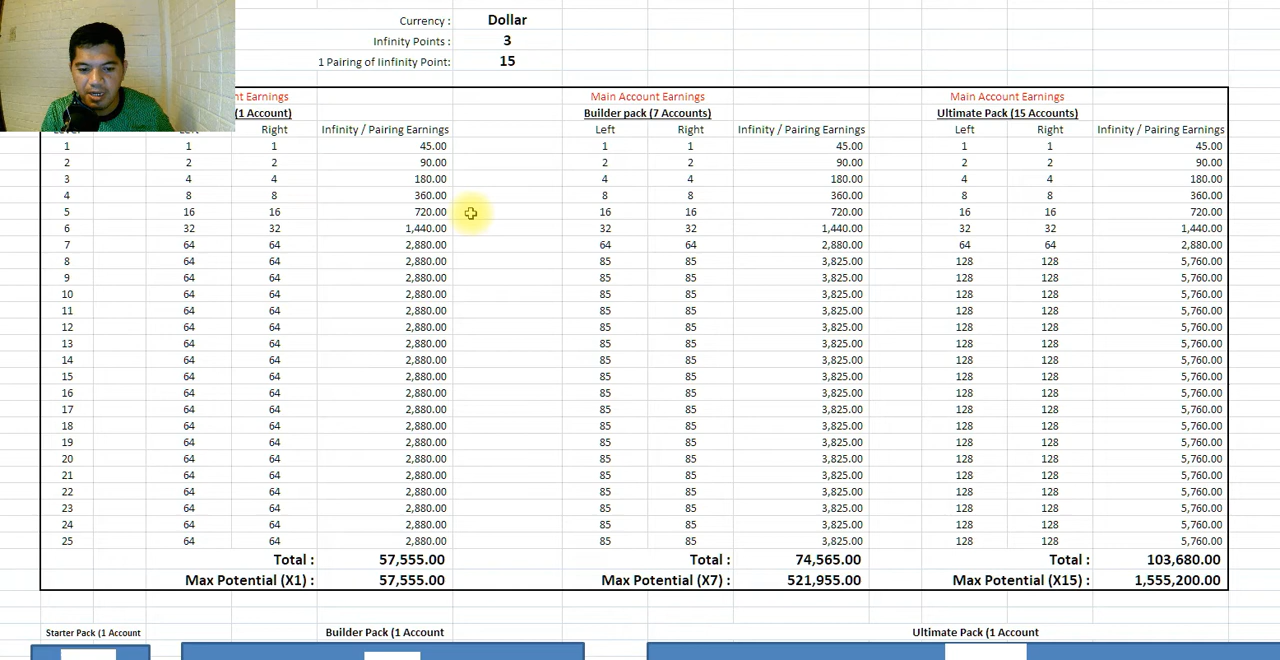 Currency : Dollar
Infinity Points : 3
1 Pairing of Iinfinity Point: 15
nt Earnings Main Account Earnings Main Account Earnings
(1 Account) Builder pack (7 Accounts) Ultimate Pack (15 Accounts)
Right Infinity / Pairing Earnings Left Right Infinity / Pairing Earnings Left Right Infinity / Pairing Earnings
1 1 1 45.00 1 1 45.00 1 1 45.00
2 2 2 90.00 2 2 90.00 2 2 90.00
3 4 4 180.00 4 4 180.00 4 4 180.00
4 8 8 360.00 8 8 360.00 8 8 360.00
5 16 16 720.00 16 16 720.00 16 16 720.00
6 32 32 1,440.00 32 32 1,440.00 32 32 1,440.00
7 64 64 2,880.00 64 64 2,880.00 64 64 2,880.00
8 64 64 2,880.00 85 85 3,825.00 128 128 5,760.00
9 64 64 2,880.00 85 85 3,825.00 128 128 5,760.00
10 64 64 2,880.00 85 85 3,825.00 128 128 5,760.00
11 64 64 2,880.00 85 85 3,825.00 128 128 5,760.00
12 64 64 2,880.00 85 85 3,825.00 128 128 5,760.00
13 64 64 2,880.00 85 85 3,825.00 128 128 5,760.00
14 64 64 2,880.00 85 85 3,825.00 128 128 5,760.00
15 64 64 2,880.00 85 85 3,825.00 128 128 5,760.00
16 64 64 2,880.00 85 85 3,825.00 128 128 5,760.00
17 64 64 2,880.00 85 85 3,825.00 128 128 5,760.00
18 64 64 2,880.00 85 85 3,825.00 128 128 5,760.00
19 64 64 2,880.00 85 85 3,825.00 128 128 5,760.00
20 64 64 2,880.00 85 85 3,825.00 128 128 5,760.00
21 64 64 2,880.00 85 85 3,825.00 128 128 5,760.00
22 64 64 2,880.00 85 85 3,825.00 128 128 5,760.00
23 64 64 2,880.00 85 85 3,825.00 128 128 5,760.00
24 64 64 2,880.00 85 85 3,825.00 128 128 5,760.00
25 64 64 2,880.00 85 85 3,825.00 128 128 5,760.00
Total : 57,555.00 Total : 74,565.00 Total : 103,680.00
Max Potential (X1) : 57,555.00 Max Potential (X7) : 521,955.00 Max Potential (X15) : 1,555,200.00
Starter Pack (1 Account Builder Pack (1 Account Ultimate Pack (1 Account